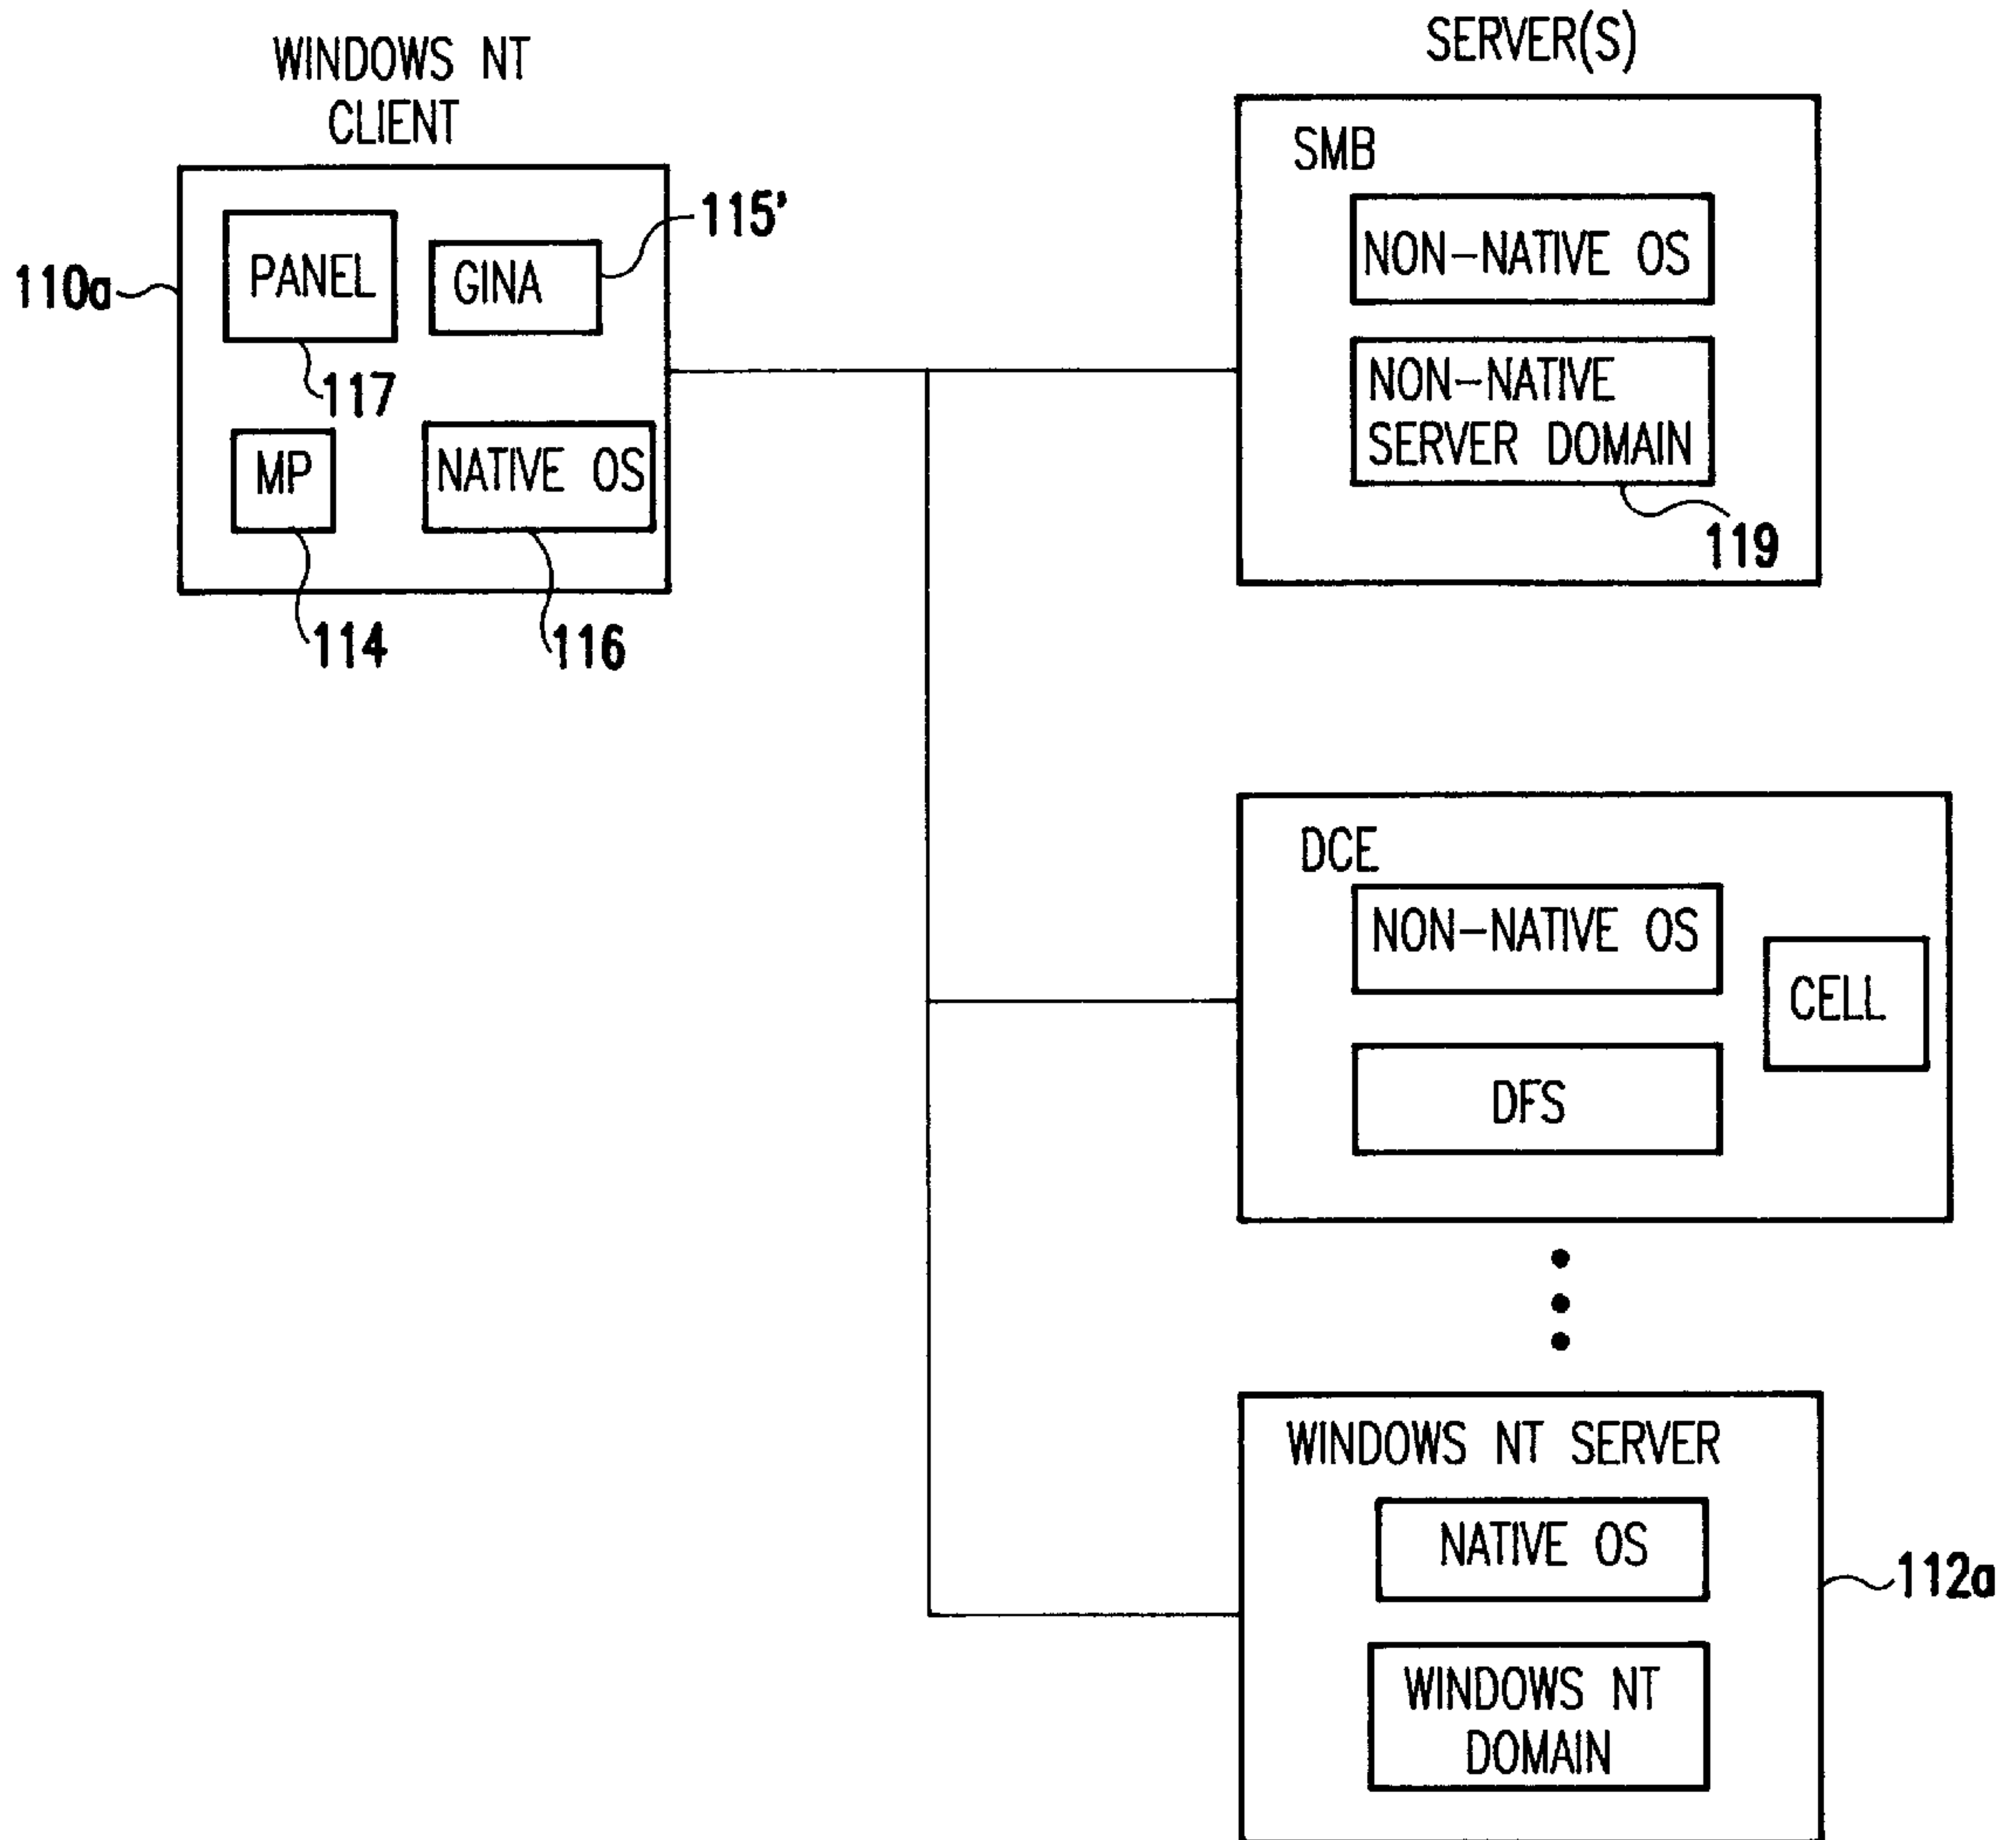 WINDOWS NT
CLIENT
110a
PANEL
117
GINA
115'
MP
114
NATIVE OS
116
SERVER(S)
SMB
NON-NATIVE OS
NON-NATIVE
SERVER DOMAIN
119
DCE
NON-NATIVE OS
CELL
DFS
WINDOWS NT SERVER
NATIVE OS
112a
WINDOWS NT
DOMAIN